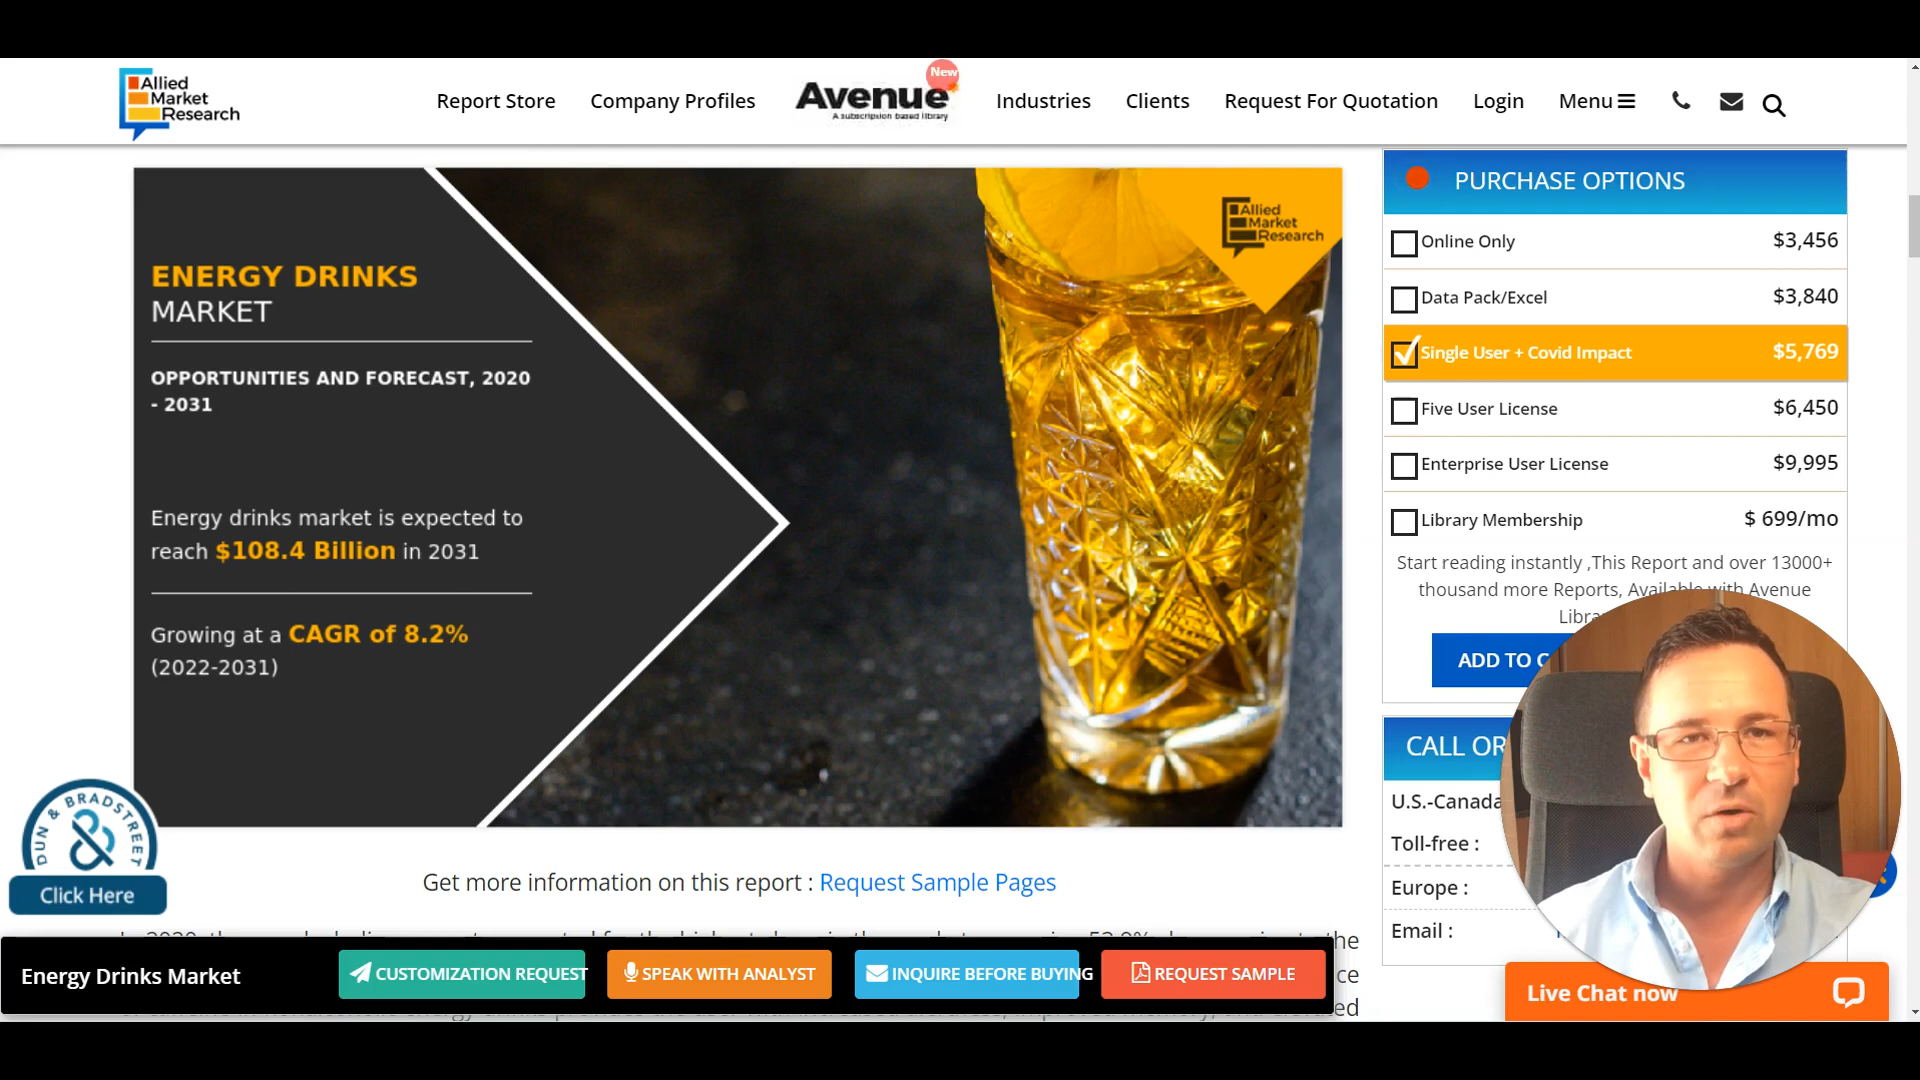 Allied
Market
Research
Report Store
Company Profiles
Avenue
A subscription based library
New
Industries
Clients
Request For Quotation
Login
Menu
ENERGY DRINKS
MARKET
OPPORTUNITIES AND FORECAST, 2020
- 2031
Energy drinks market is expected to
reach $108.4 Billion in 2031
Growing at a CAGR of 8.2%
(2022-2031)
Allied
Market
Research
PURCHASE OPTIONS
Online Only $3,456
Data Pack/Excel $3,840
Single User + Covid Impact $5,769
Five User License $6,450
Enterprise User License $9,995
Library Membership $ 699/mo
Start reading instantly ,This Report and over 13000+
thousand more Reports, Available with Avenue
ADD TO
CALL OR
U.S.-Canada
Toll-free :
Europe :
Email :
DUN & BRADSTREET
Click Here
Get more information on this report : Request Sample Pages
the
Energy Drinks Market
CUSTOMIZATION REQUEST
SPEAK WITH ANALYST
INQUIRE BEFORE BUYING
REQUEST SAMPLE
Live Chat now